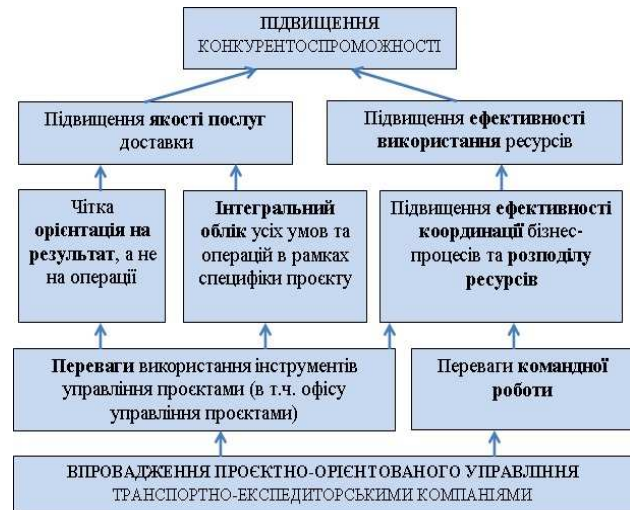 ПІДВИЩЕННЯ
КОНКУРЕНТОСПРОМОЖНОСТІ
Підвищення якості послуг
доставки
Підвищення ефективності
використання ресурсів
Чітка
орієнтація на
результат, а не
на операції
Інтегральний
облік усіх умов та
операцій в рамках
специфіки проєкту
Підвищення ефективності
координації бізнес-
процесів та розподілу
ресурсів
Переваги використання інструментів
управління проєктами (в т.ч. офісу
управління проєктами)
Переваги командної
роботи
ВПРОВАДЖЕННЯ ПРОЄКТНО-ОРІЄНТОВАНОГО УПРАВЛІННЯ
ТРАНСПОРТНО-ЕКСПЕДИТОРСЬКИМИ КОМПАНІЯМИ